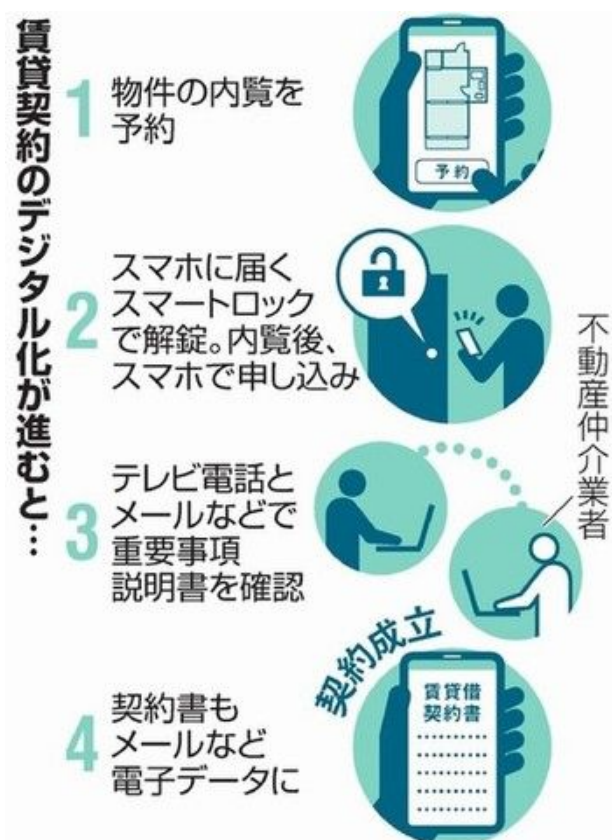 賃貸契約のデジタル化が進むと…
1
物件の内覧を
予約
予約
2
スマホに届く
スマートロック
で解錠。内覧後、
スマホで申し込み
3
テレビ電話と
メールなどで
重要事項
説明書を確認
不動産仲介業者
4
契約書も
メールなど
電子データに
契約成立
賃貸借
契約書